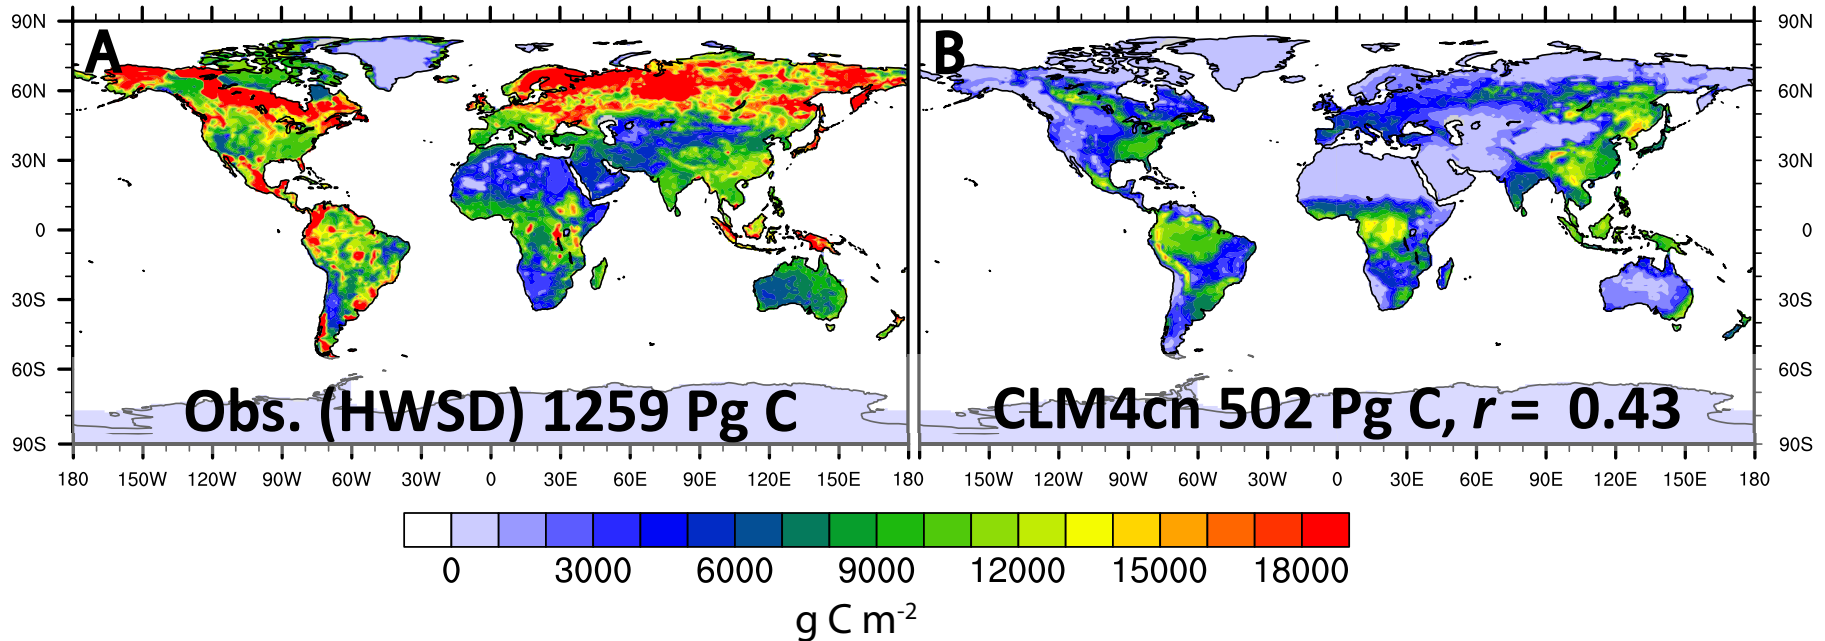 A
B
90N
60N
30N
0
30S
60S
90S
90N
60N
30N
0
30S
60S
90S
Obs. (HWSD) 1259 Pg C
CLM4cn 502 Pg C, r = 0.43
180 150W 120W 90W 60W 30W 0 30E 60E 90E 120E 150E 180
150W 120W 90W 60W 30W 0 30E 60E 90E 120E 150E 180
0 3000 6000 9000 12000 15000 18000
g C m⁻²